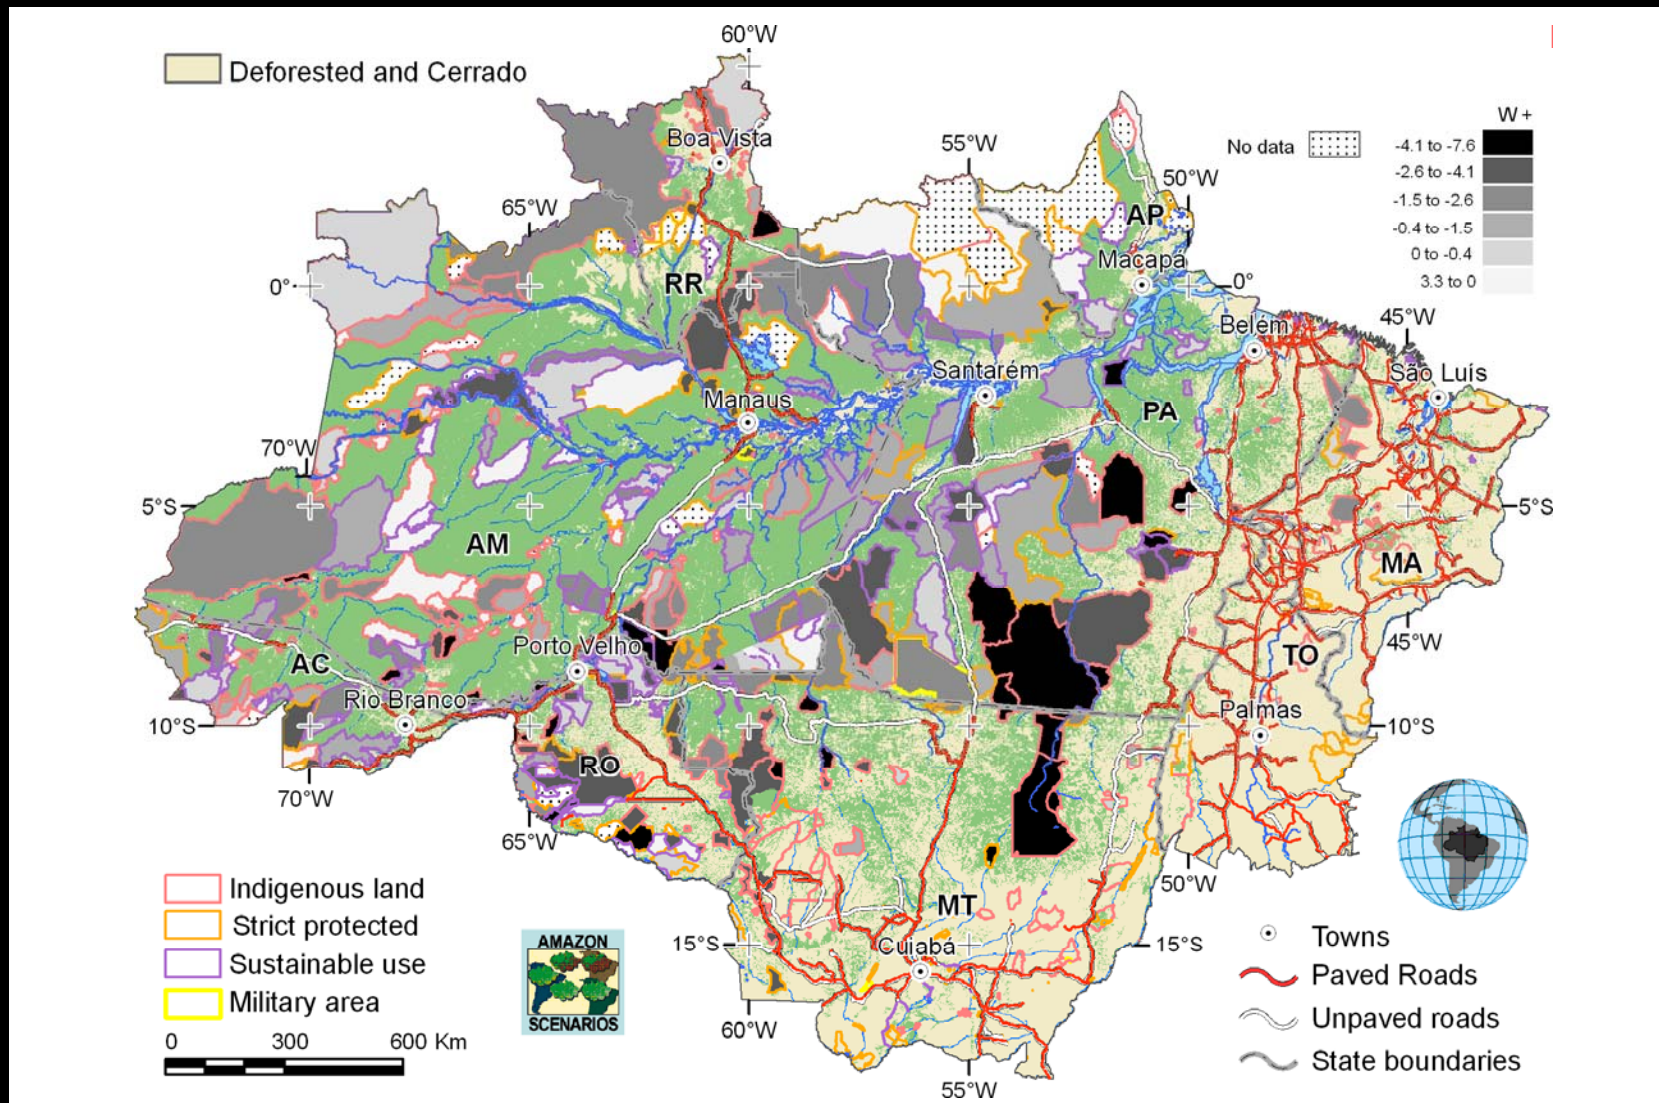 60°W
Deforested and Cerrado
W +
No data
-4.1 to -7.6
-2.6 to -4.1
-1.5 to -2.6
-0.4 to -1.5
0 to -0.4
3.3 to 0
Boa Vista
55°W
50°W
65°W
AP
Macapá
RR
0°
0°
Belém
45°W
Santarém
São Luís
Manaus
PA
70°W
5°S
5°S
AM
MA
45°W
Porto Velho
TO
AC
Rio Branco
Palmas
10°S
10°S
RO
70°W
65°W
50°W
Indigenous land
Strict protected
Sustainable use
Military area
MT
15°S
15°S
Cuiabá
AMAZON
SCENARIOS
60°W
55°W
Towns
Paved Roads
Unpaved roads
State boundaries
0 300 600 Km